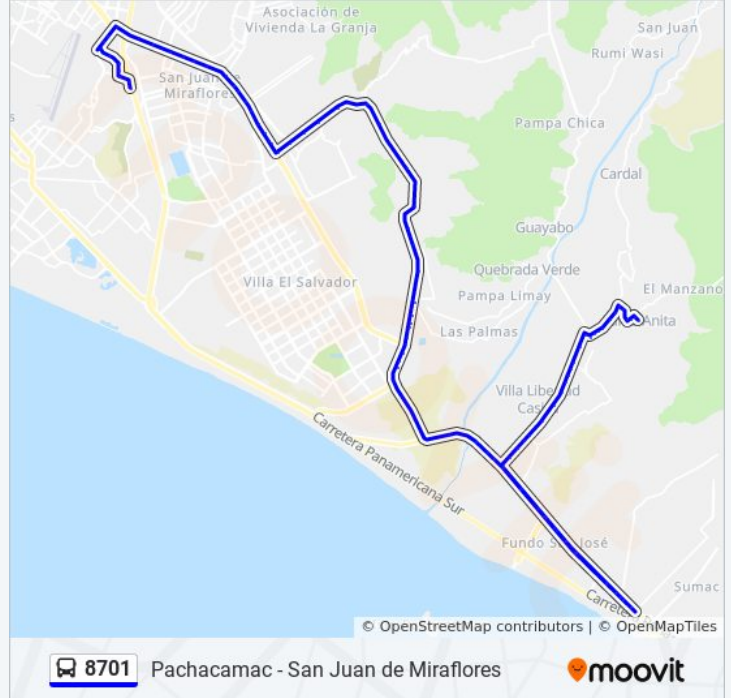 Asociación de
Vivienda La Granja
San Juan
Rumi Wasi
San Juan de
Miraflores
Pampa Chica
Cardal
Guayabo
Quebrada Verde
El Manzano
Villa El Salvador
Pampa Limay
Anita
Las Palmas
Villa Libertad
Carretera Panamericana Sur
Fundo San José
Sumac
© OpenStreetMap contributors | © OpenMapTiles
8701 Pachacamac - San Juan de Miraflores moovit